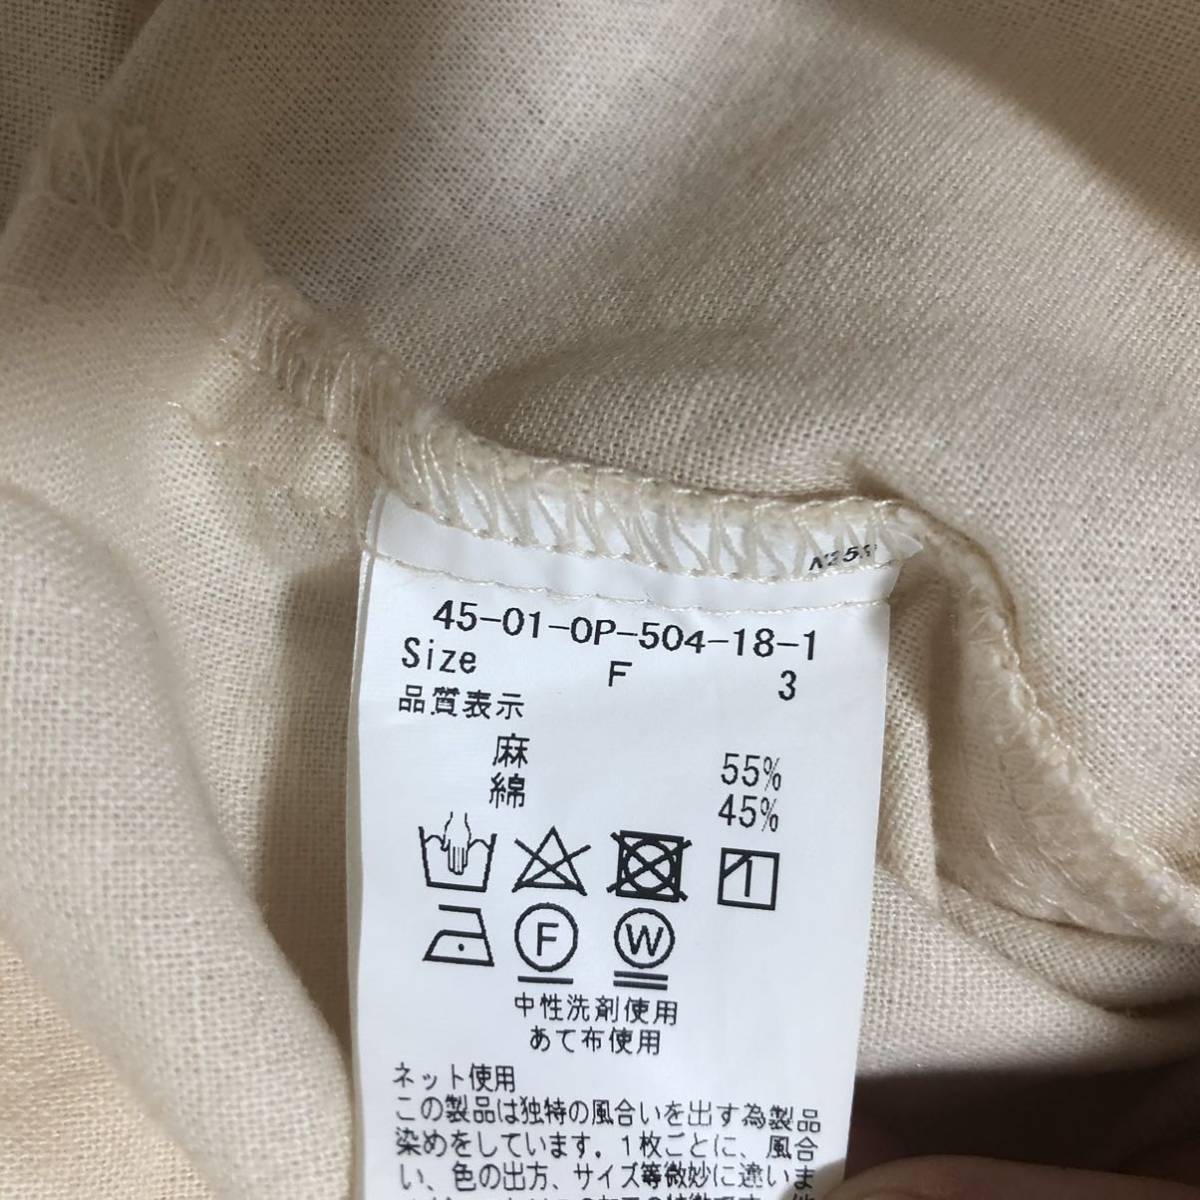 45-01-OP-504-18-1
Size F 3
品質表示
麻 55%
綿 45%
1
F W
中性洗剤使用
あて布使用
ネット使用
この製品は独特の風合いを出す為製品
染めをしています。1枚ごとに、風合
い、色の出方、サイズ等微妙に違いま